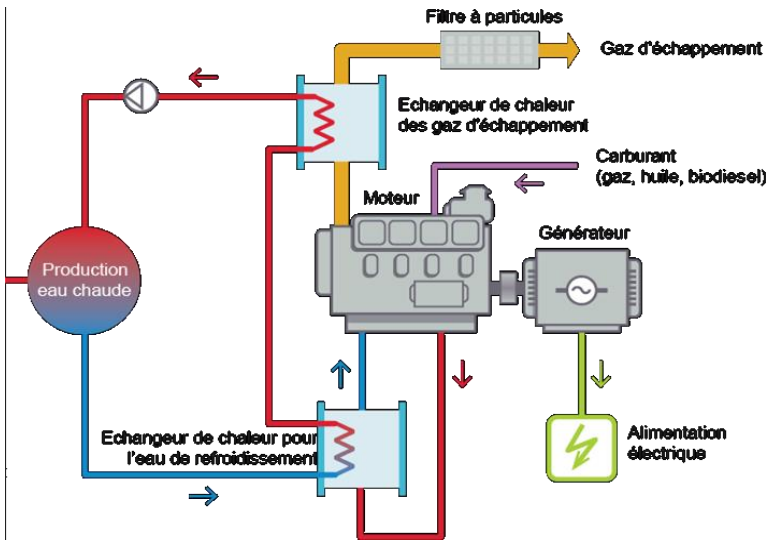 Filtre à particules
Gaz d'échappement
Echangeur de chaleur
des gaz d'échappement
Carburant
(gaz, huile, biodiesel)
Moteur
Générateur
Production
eau chaude
Echangeur de chaleur pour
l'eau de refroidissement
Alimentation
électrique